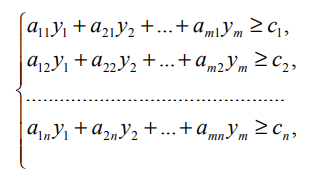 a₁₁y₁ + a₂₁y₂ + ... + aₘ₁yₘ ≥ c₁,
a₁₂y₁ + a₂₂y₂ + ... + aₘ₂yₘ ≥ c₂,
................................................
a₁ₙy₁ + a₂ₙy₂ + ... + aₘₙyₘ ≥ cₙ,